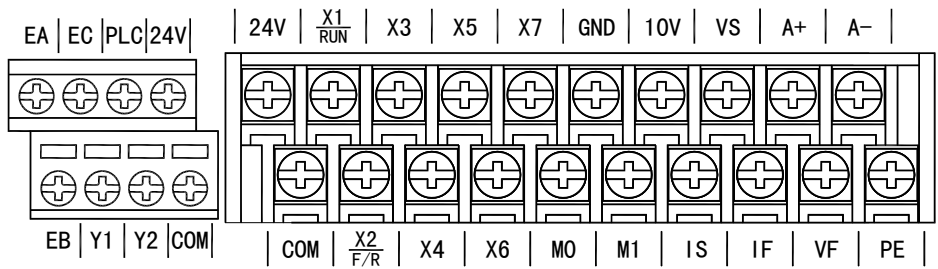 EA EC PLC 24V
24V X1/RUN X3 X5 X7 GND 10V VS A+ A-
EB Y1 Y2 COM
COM X2/F/R X4 X6 MO M1 IS IF VF PE